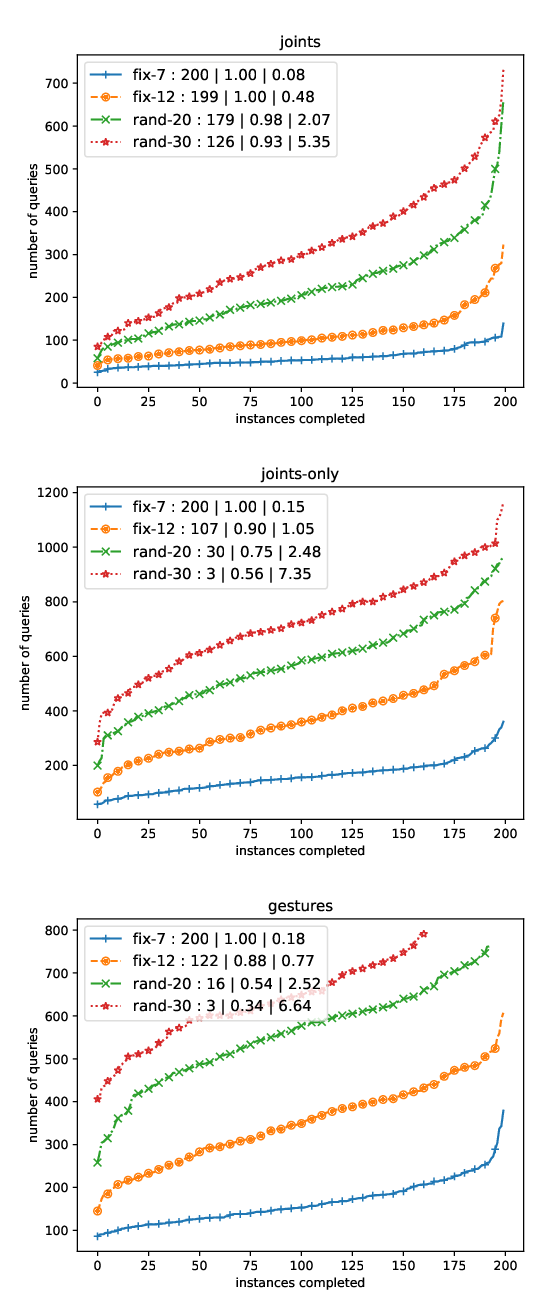 joints
fix-7 : 200 | 1.00 | 0.08
fix-12 : 199 | 1.00 | 0.48
rand-20 : 179 | 0.98 | 2.07
rand-30 : 126 | 0.93 | 5.35
700
600
500
400
300
200
100
0
number of queries
0 25 50 75 100 125 150 175 200
instances completed
joints-only
fix-7 : 200 | 1.00 | 0.15
fix-12 : 107 | 0.90 | 1.05
rand-20 : 30 | 0.75 | 2.48
rand-30 : 3 | 0.56 | 7.35
1200
1000
800
600
400
200
number of queries
0 25 50 75 100 125 150 175 200
instances completed
gestures
fix-7 : 200 | 1.00 | 0.18
fix-12 : 122 | 0.88 | 0.77
rand-20 : 16 | 0.54 | 2.52
rand-30 : 3 | 0.34 | 6.64
800
700
600
500
400
300
200
100
number of queries
0 25 50 75 100 125 150 175 200
instances completed